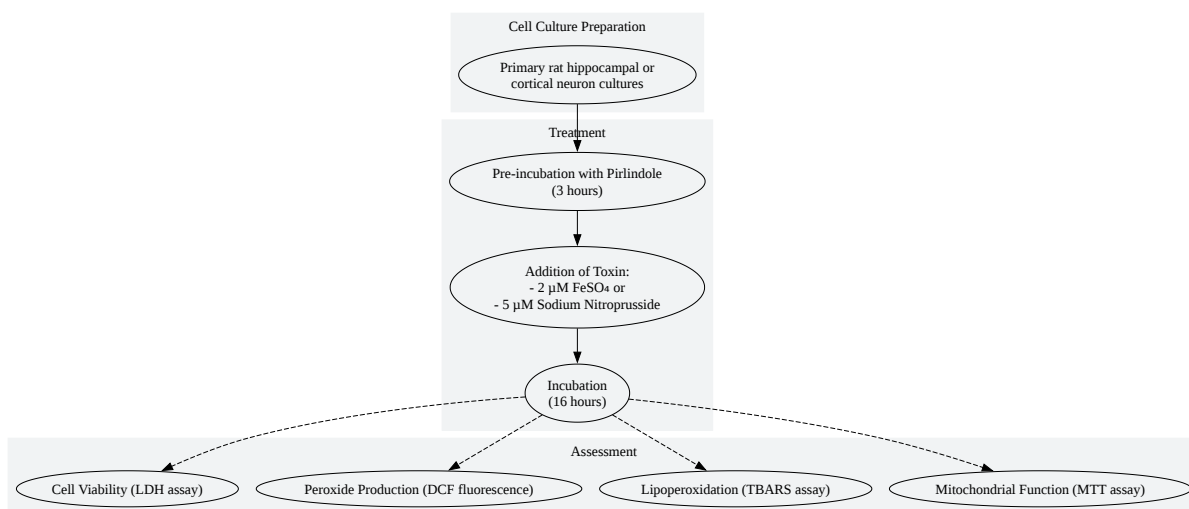 Cell Culture Preparation
Primary rat hippocampal or
cortical neuron cultures
Treatment
Pre-incubation with Pirlindole
(3 hours)
Addition of Toxin:
- 2 µM FeSO₄ or
- 5 µM Sodium Nitroprusside
Incubation
(16 hours)
Assessment
Cell Viability (LDH assay)
Peroxide Production (DCF fluorescence)
Lipoperoxidation (TBARS assay)
Mitochondrial Function (MTT assay)